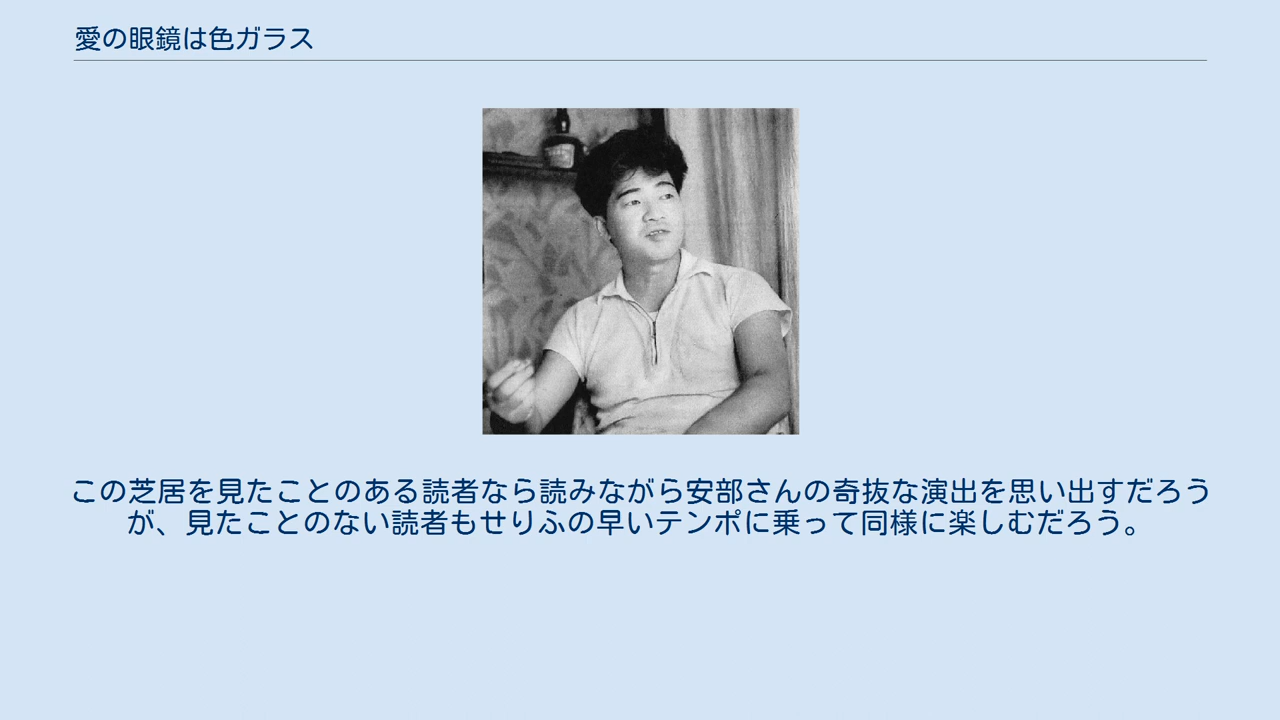 愛の眼鏡は色ガラス
この芝居を見たことのある読者なら読みながら安部さんの奇抜な演出を思い出すだろう
が、見たことのない読者もせりふの早いテンポに乗って同様に楽しむだろう。